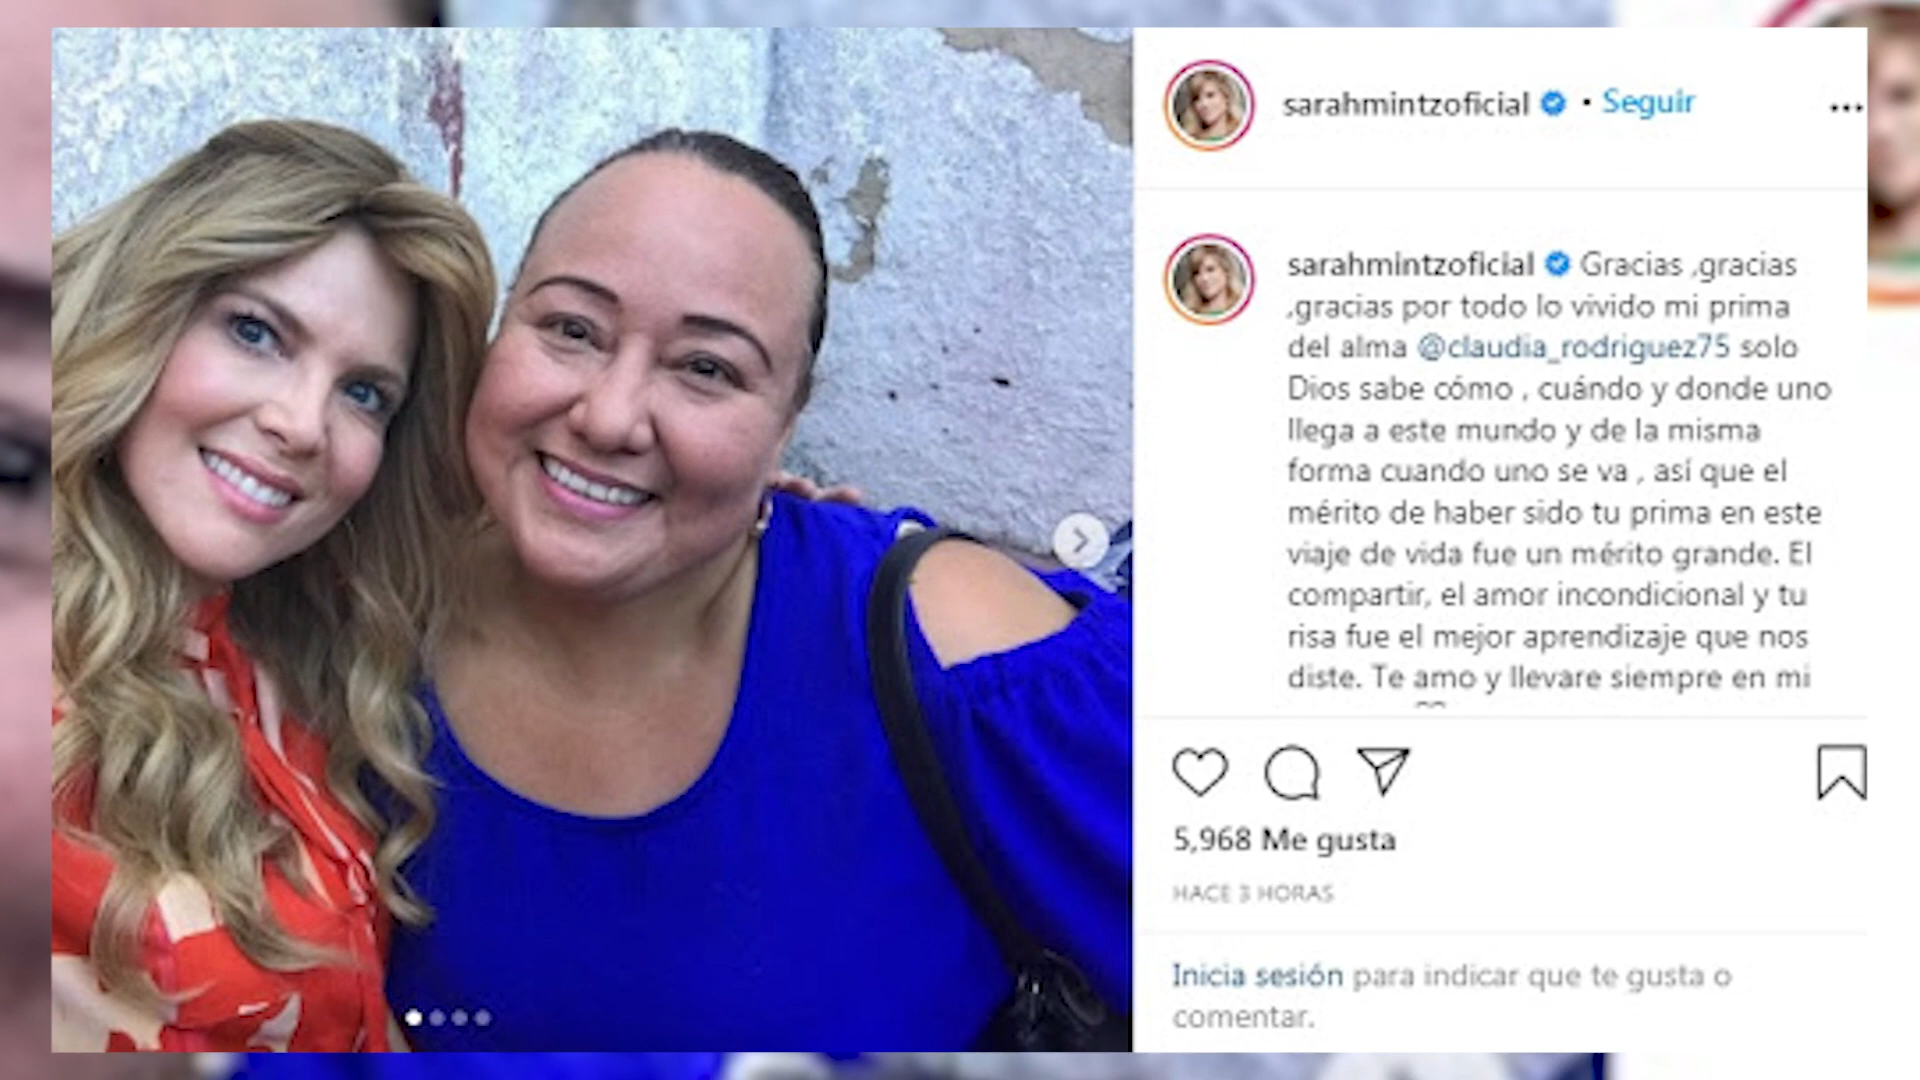 sarahmintzoficial • Seguir
sarahmintzoficial Gracias ,gracias
,gracias por todo lo vivido mi prima
del alma @claudia_rodriguez75 solo
Dios sabe cómo , cuándo y donde uno
llega a este mundo y de la misma
forma cuando uno se va , así que el
mérito de haber sido tu prima en este
viaje de vida fue un mérito grande. El
compartir, el amor incondicional y tu
risa fue el mejor aprendizaje que nos
diste. Te amo y llevare siempre en mi
5,968 Me gusta
HACE 3 HORAS
Inicia sesión para indicar que te gusta o
comentar.